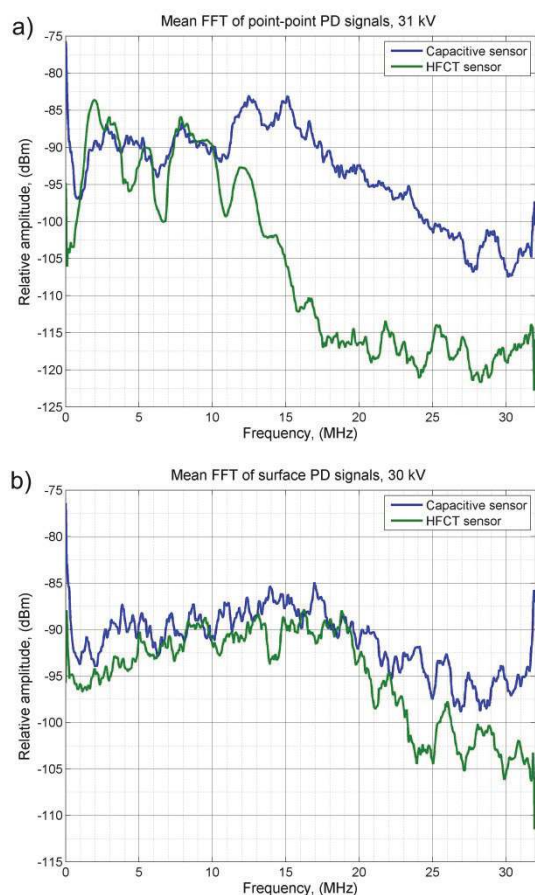 a)
Mean FFT of point-point PD signals, 31 kV
Capacitive sensor
HFCT sensor
Relative amplitude, (dBm)
-75
-80
-85
-90
-95
-100
-105
-110
-115
-120
-125
0 5 10 15 20 25 30
Frequency, (MHz)
b)
Mean FFT of surface PD signals, 30 kV
Capacitive sensor
HFCT sensor
Relative amplitude, (dBm)
-75
-80
-85
-90
-95
-100
-105
-110
-115
0 5 10 15 20 25 30
Frequency, (MHz)